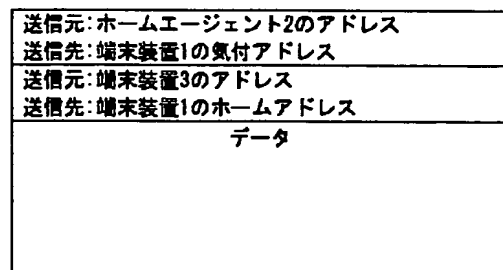 送信元:ホームエージェント2のアドレス
送信先:端末装置1の気付アドレス
送信元:端末装置3のアドレス
送信先:端末装置1のホームアドレス
データ